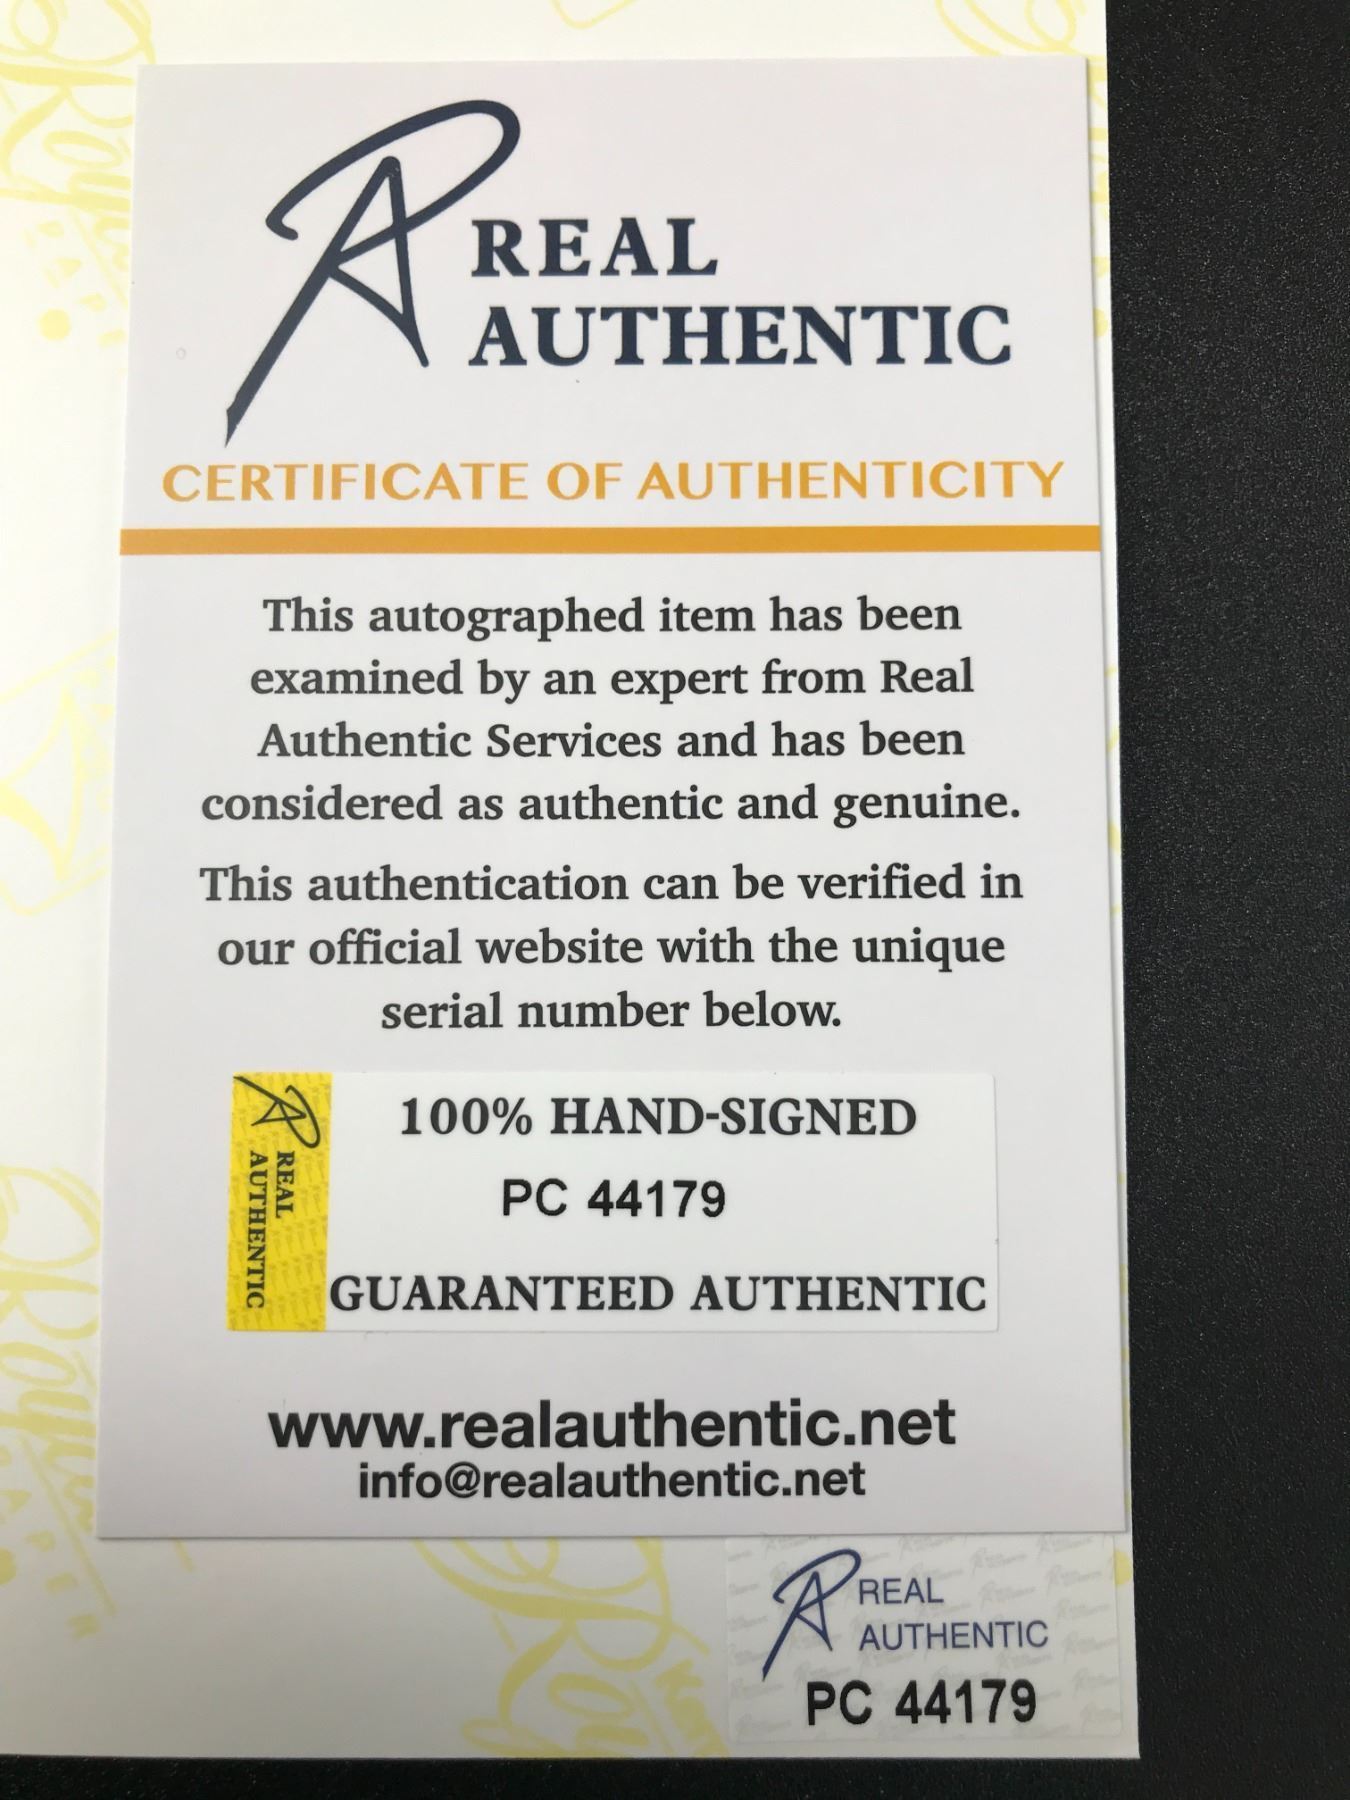 REAL
AUTHENTIC
CERTIFICATE OF AUTHENTICITY
This autographed item has been
examined by an expert from Real
Authentic Services and has been
considered as authentic and genuine.
This authentication can be verified in
our official website with the unique
serial number below.
REAL
AUTHENTIC
100% HAND-SIGNED
PC 44179
GUARANTEED AUTHENTIC
www.realauthentic.net
info@realauthentic.net
REAL
AUTHENTIC
PC 44179